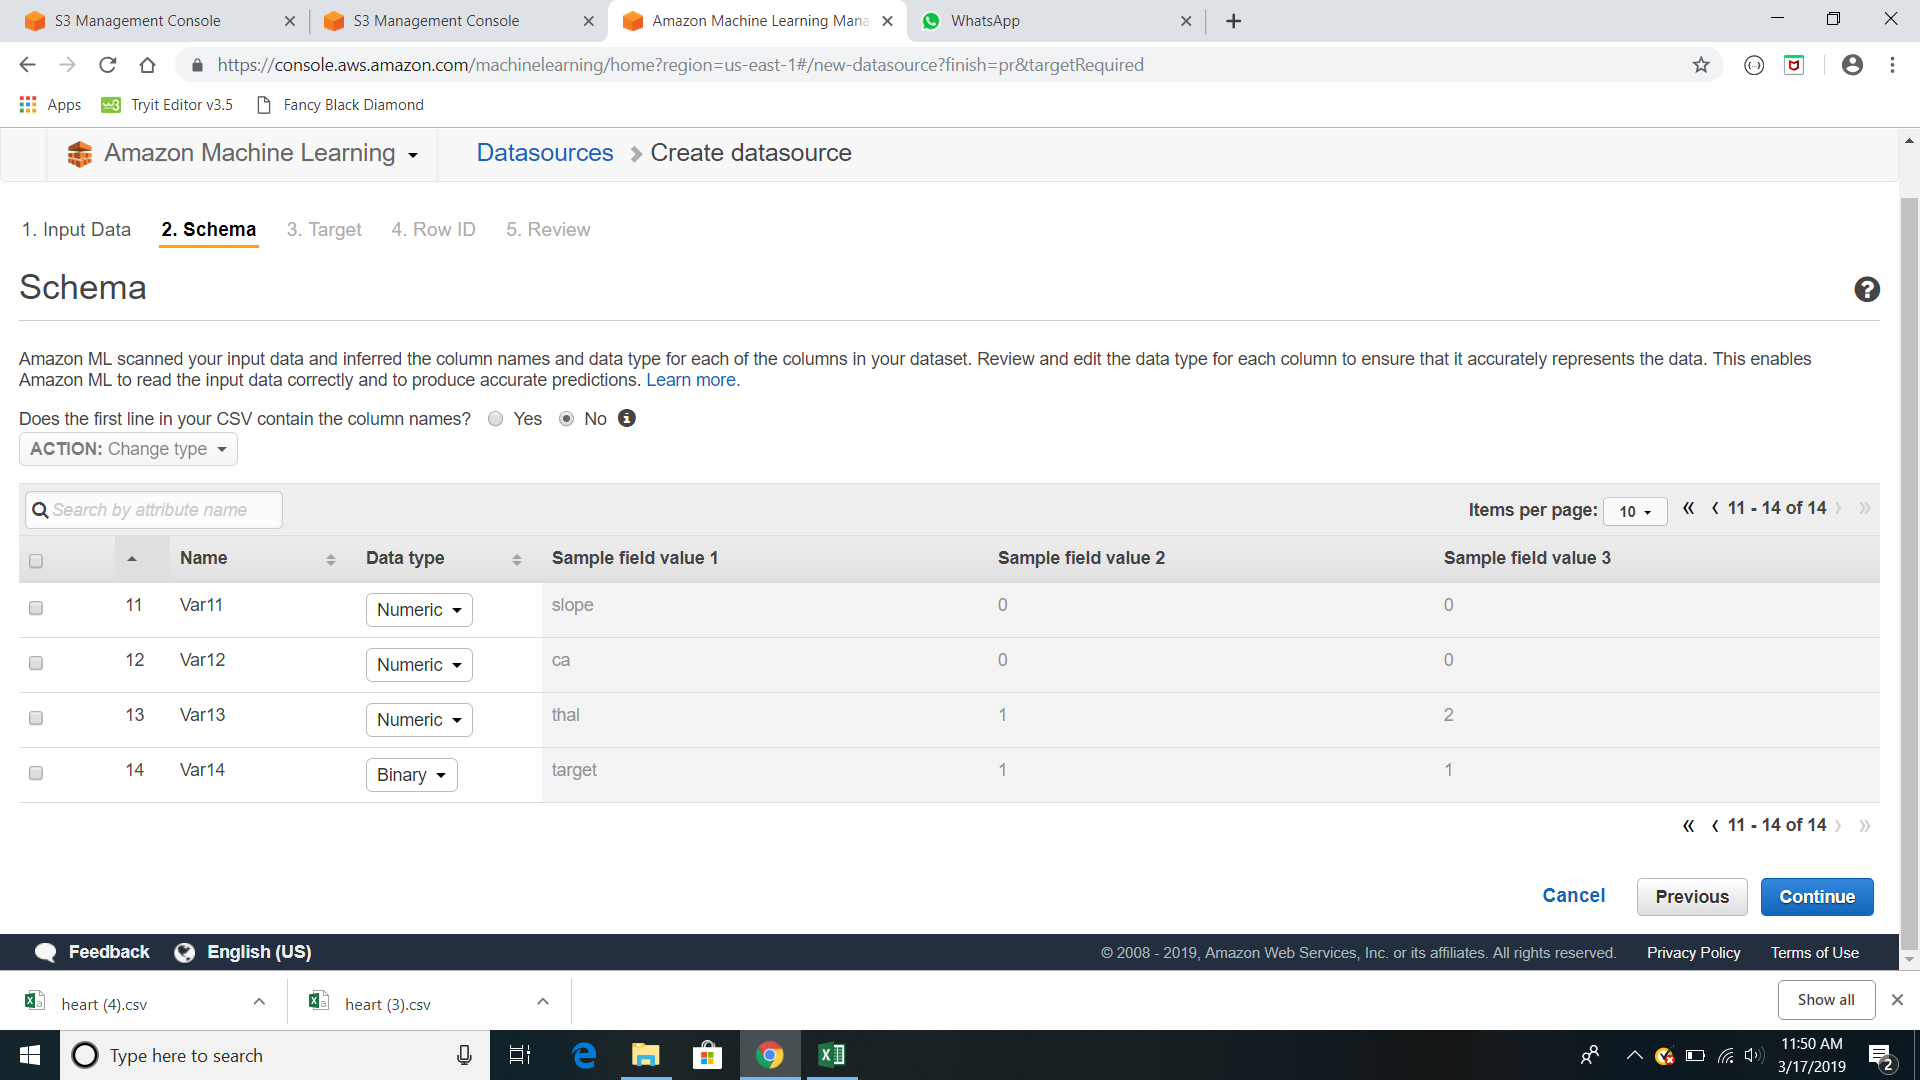 S3 Management Console
S3 Management Console
Amazon Machine Learning Mana
WhatsApp
https://console.aws.amazon.com/machinelearning/home?region=us-east-1#/new-datasource?finish=pr&targetRequired
Apps
Tryit Editor v3.5
Fancy Black Diamond
Amazon Machine Learning
Datasources
Create datasource
1. Input Data
2. Schema
3. Target
4. Row ID
5. Review
Schema
Amazon ML scanned your input data and inferred the column names and data type for each of the columns in your dataset. Review and edit the data type for each column to ensure that it accurately represents the data. This enables
Amazon ML to read the input data correctly and to produce accurate predictions. Learn more.
Does the first line in your CSV contain the column names? Yes No
ACTION: Change type
Search by attribute name
Items per page: 10 « ‹ 11 - 14 of 14 › »
Name Data type Sample field value 1 Sample field value 2 Sample field value 3
11 Var11 Numeric slope 0 0
12 Var12 Numeric ca 0 0
13 Var13 Numeric thal 1 2
14 Var14 Binary target 1 1
« ‹ 11 - 14 of 14 › »
Cancel Previous Continue
Feedback English (US) © 2008 - 2019, Amazon Web Services, Inc. or its affiliates. All rights reserved. Privacy Policy Terms of Use
heart (4).csv heart (3).csv Show all
Type here to search
11:50 AM
3/17/2019
2